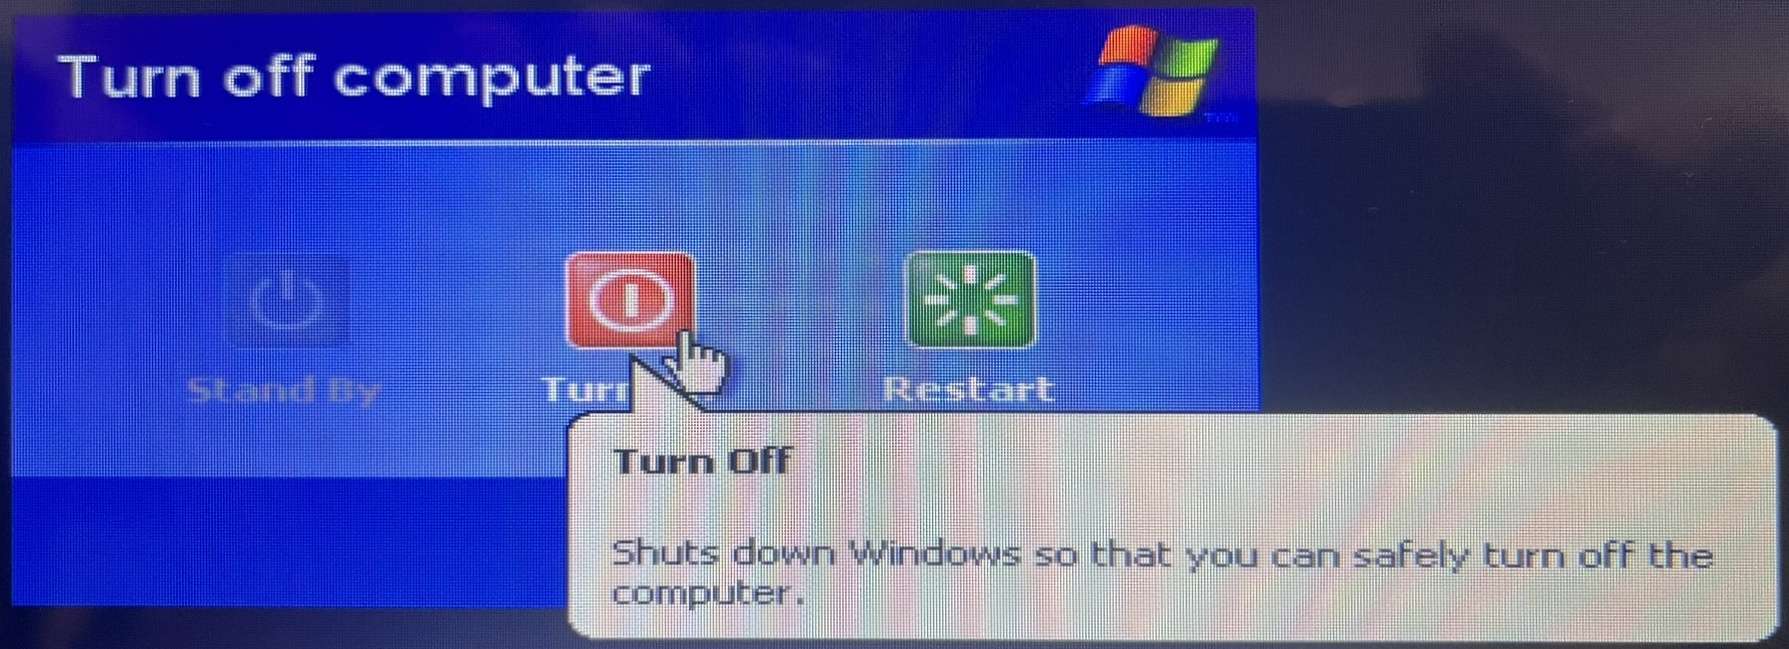 Turn off computer
Stand By
Restart
Turn Off
Shuts down Windows so that you can safely turn off the
computer.